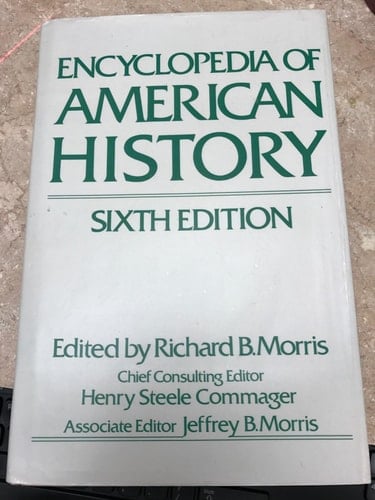 ENCYCLOPEDIA OF
AMERICAN
HISTORY
SIXTH EDITION
Edited by Richard B. Morris
Chief Consulting Editor
Henry Steele Commager
Associate Editor Jeffrey B. Morris